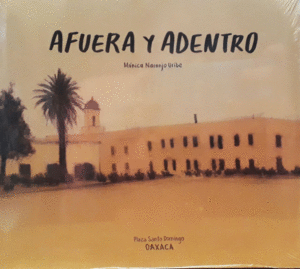 AFUERA Y ADENTRO
Mónica Naranjo Uribe
Plaza Santo Domingo
OAXACA